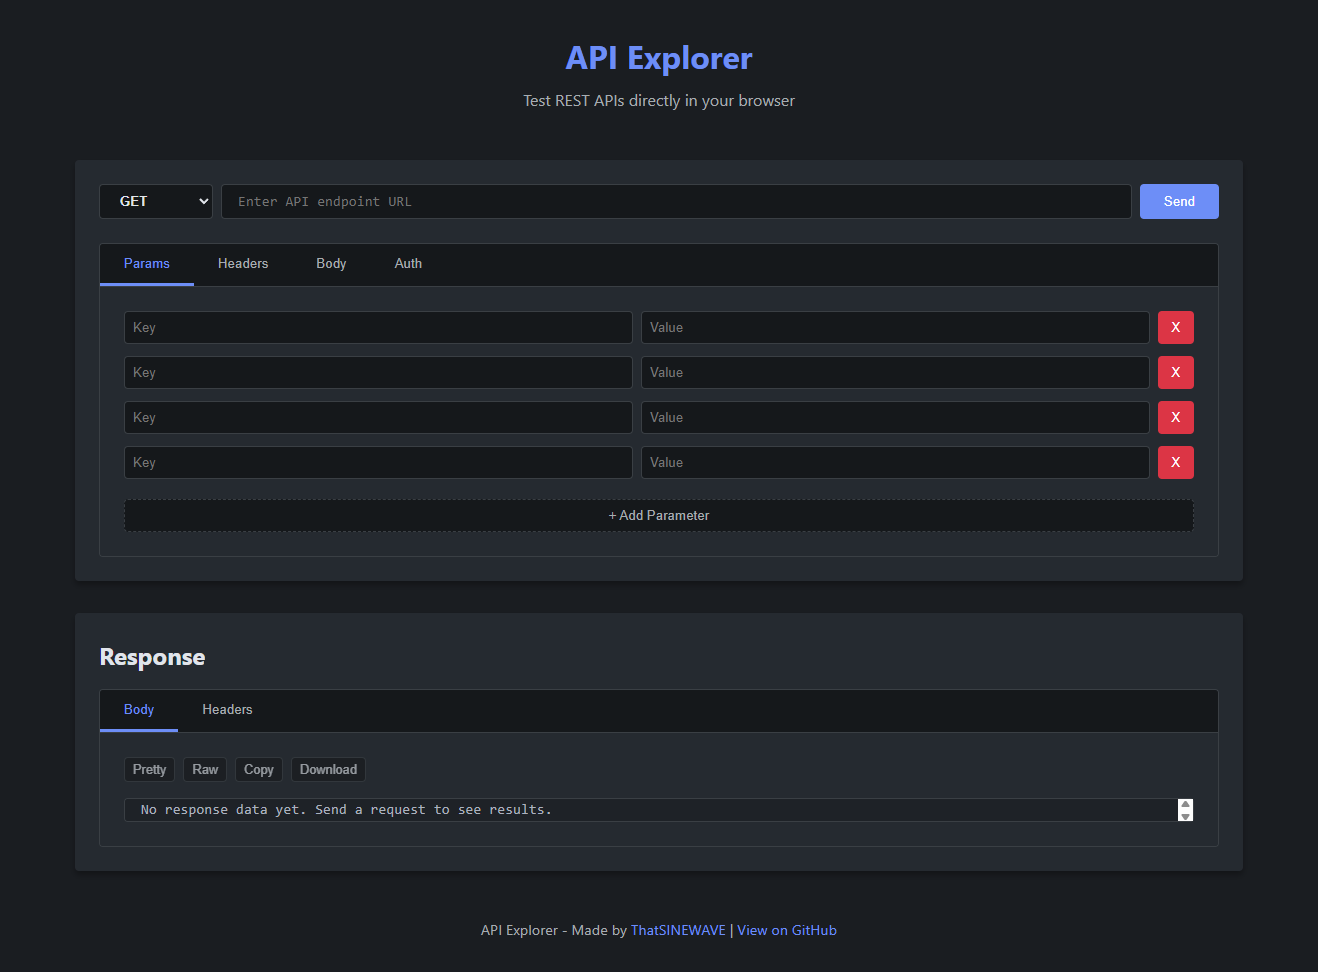 API Explorer
Test REST APIs directly in your browser
GET Enter API endpoint URL Send
Params Headers Body Auth
Key Value X
Key Value X
Key Value X
Key Value X
+ Add Parameter
Response
Body Headers
Pretty Raw Copy Download
No response data yet. Send a request to see results.
API Explorer - Made by ThatSINEWAVE | View on GitHub